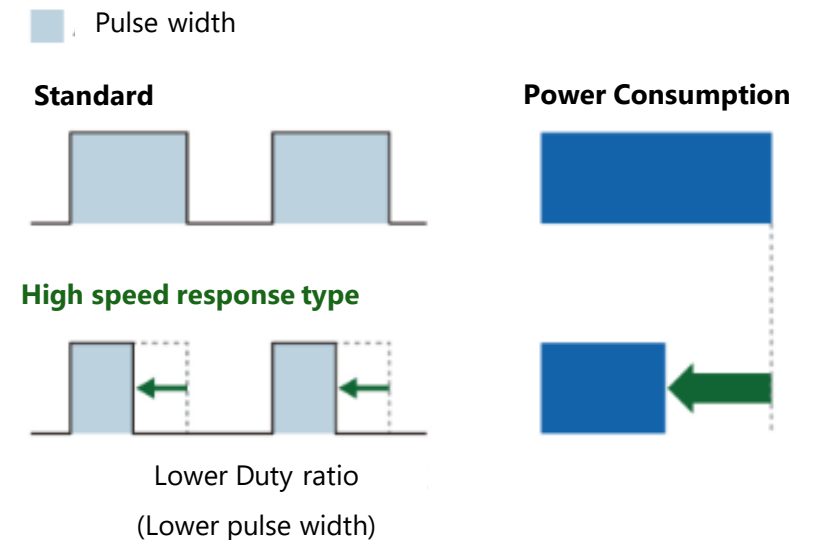 Pulse width
Standard
Power Consumption
High speed response type
Lower Duty ratio
(Lower pulse width)